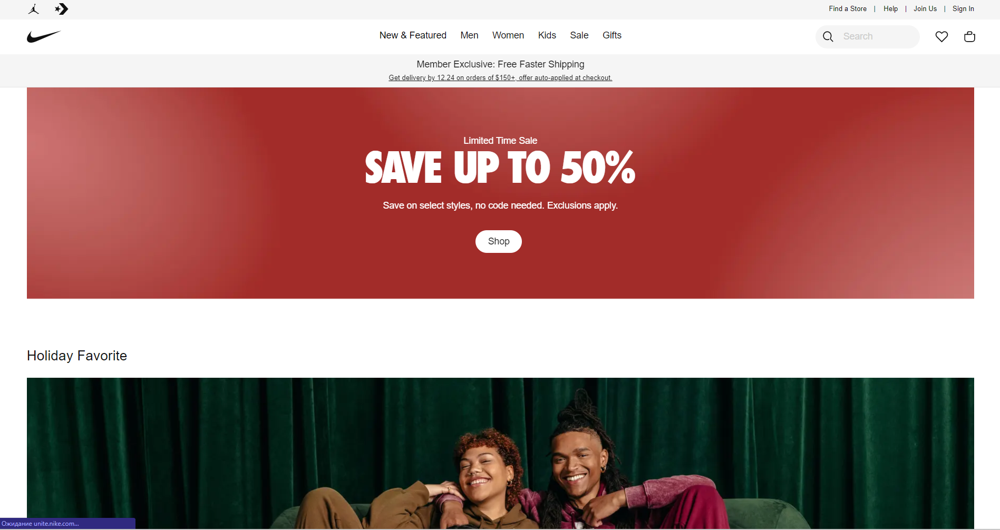 Find a Store | Help | Join Us | Sign In
New & Featured Men Women Kids Sale Gifts
Search
Member Exclusive: Free Faster Shipping
Get delivery by 12.24 on orders of $150+, offer auto-applied at checkout.
Limited Time Sale
SAVE UP TO 50%
Save on select styles, no code needed. Exclusions apply.
Shop
Holiday Favorite
Ожидание unite.nike.com...